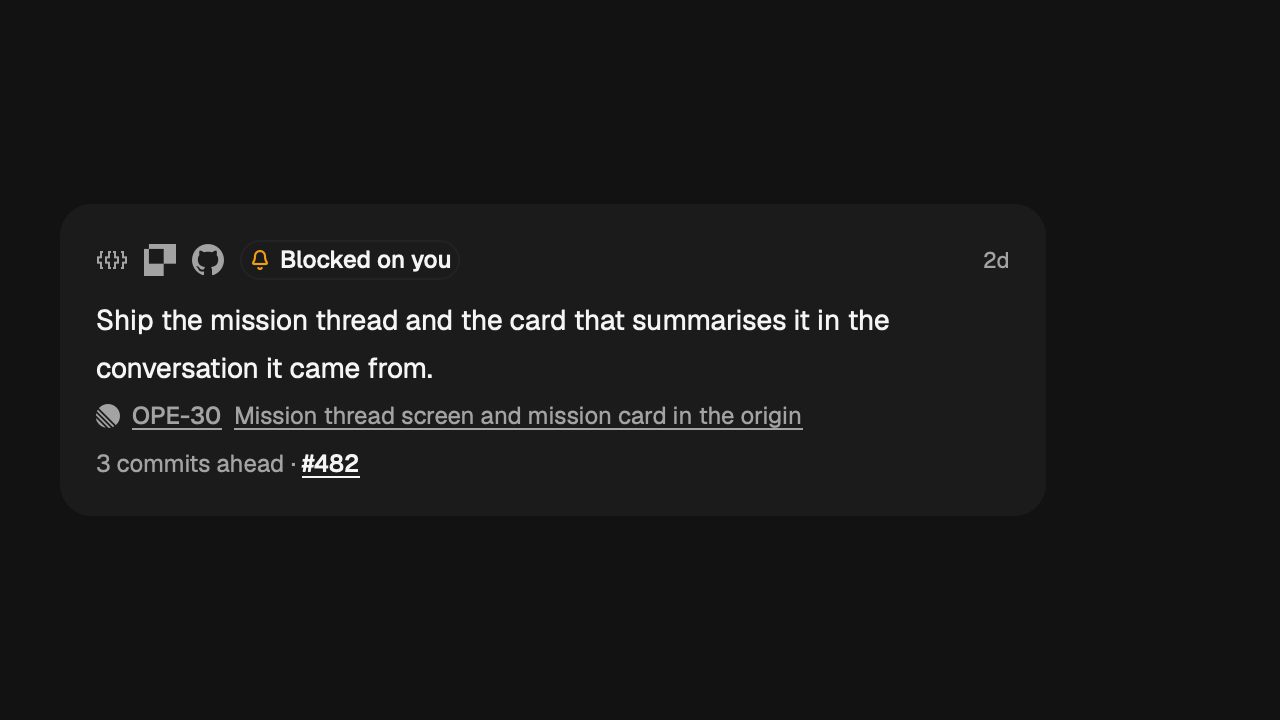 Blocked on you
2d
Ship the mission thread and the card that summarises it in the
conversation it came from.
OPE-30 Mission thread screen and mission card in the origin
3 commits ahead · #482